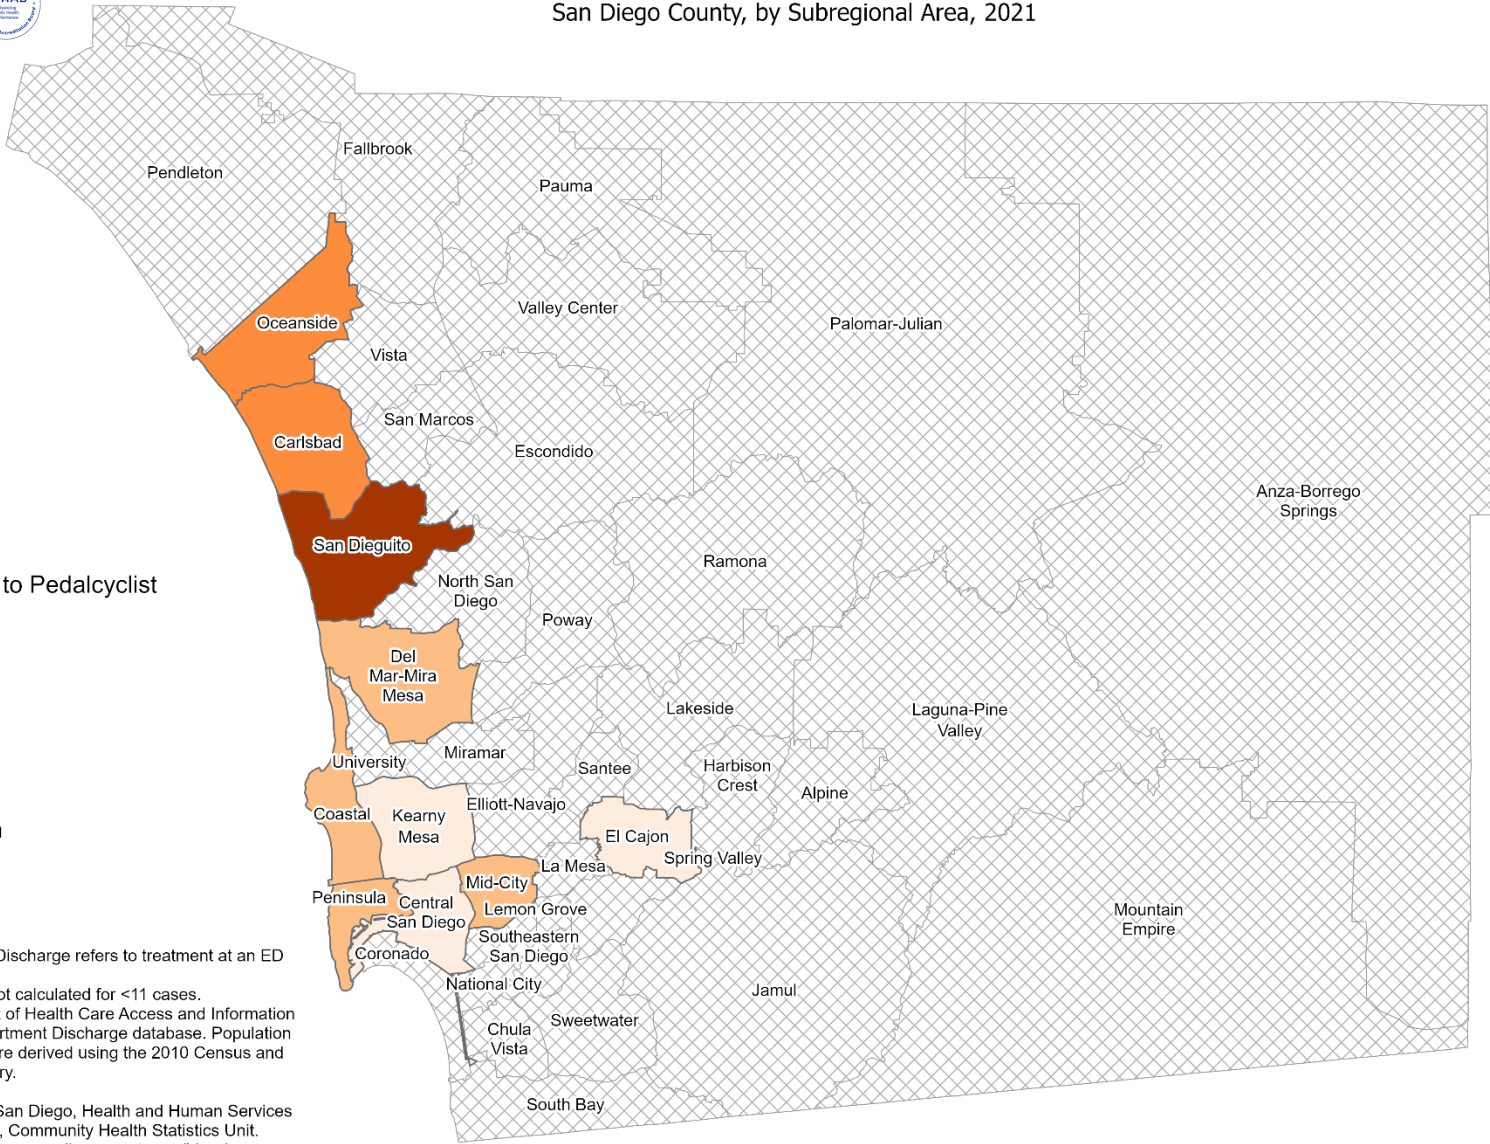 San Diego County, by Subregional Area, 2021
Fallbrook
Pendleton
Pauma
Valley Center
Oceanside
Palomar-Julian
Vista
San Marcos
Carlsbad
Escondido
Anza-Borrego
Springs
San Dieguito
Ramona
to Pedalcyclist
North San
Diego
Poway
Del
Mar-Mira
Mesa
Lakeside
Laguna-Pine
Valley
Miramar
University
Santee
Harbison
Crest
Alpine
Elliott-Navajo
Coastal
Kearny
Mesa
El Cajon
Spring Valley
La Mesa
Mid-City
Peninsula
Central
San Diego
Lemon Grove
Mountain
Empire
Southeastern
San Diego
Coronado
National City
Jamul
Sweetwater
Chula
Vista
South Bay
Discharge refers to treatment at an ED
ot calculated for <11 cases.
t of Health Care Access and Information
rtment Discharge database. Population
re derived using the 2010 Census and
ry.
San Diego, Health and Human Services
, Community Health Statistics Unit.